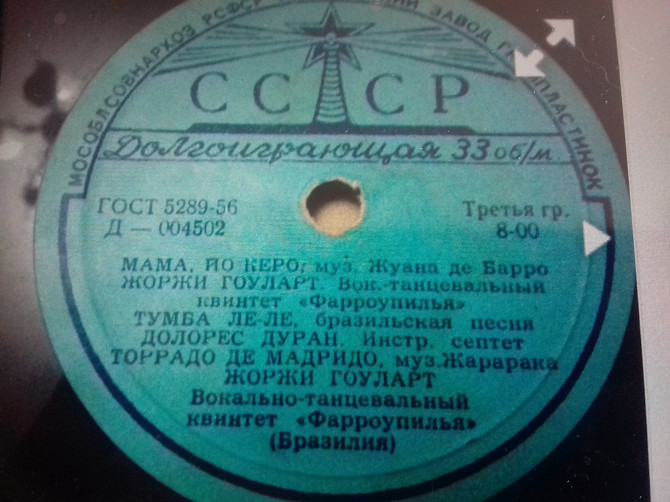 МОСОБЛСОВНАРХОЗ РСФСР
ЗАВОД
ПЛАСТИНОК
СССР
Долгоиграющая 33 об/м.
ГОСТ 5289-56
Третья гр.
Д — 004502
8-00
МАМА, ЙО КЕРО, муз. Жуана де Барро
ЖОРЖИ ГОУЛАРТ. Вок.-танцевальный
квинтет «Фарроупилья»
ТУМБА ЛЕ-ЛЕ, бразильская песня
ДОЛОРЕС ДУРАН. Инстр. септет
ТОРРАДО ДЕ МАДРИДО, муз.Жарарака
ЖОРЖИ ГОУЛАРТ
Вокально-танцевальный
квинтет «Фарроупилья»
(Бразилия)